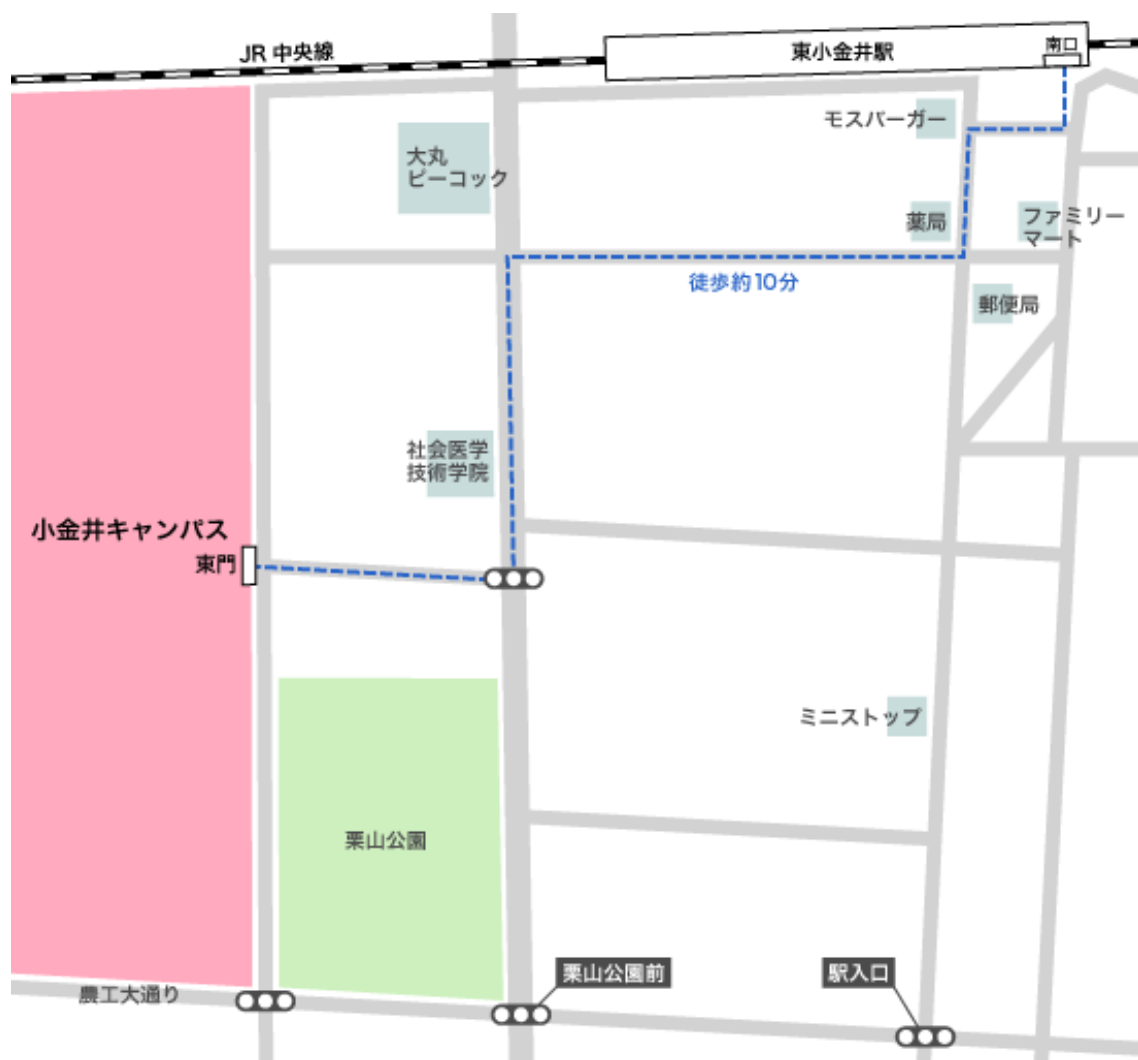 JR 中央線
東小金井駅
南口
モスバーガー
大丸
ピーコック
薬局
ファミリー
マート
徒歩約10分
郵便局
社会医学
技術学院
小金井キャンパス
東門
ミニストップ
栗山公園
栗山公園前
駅入口
農工大通り